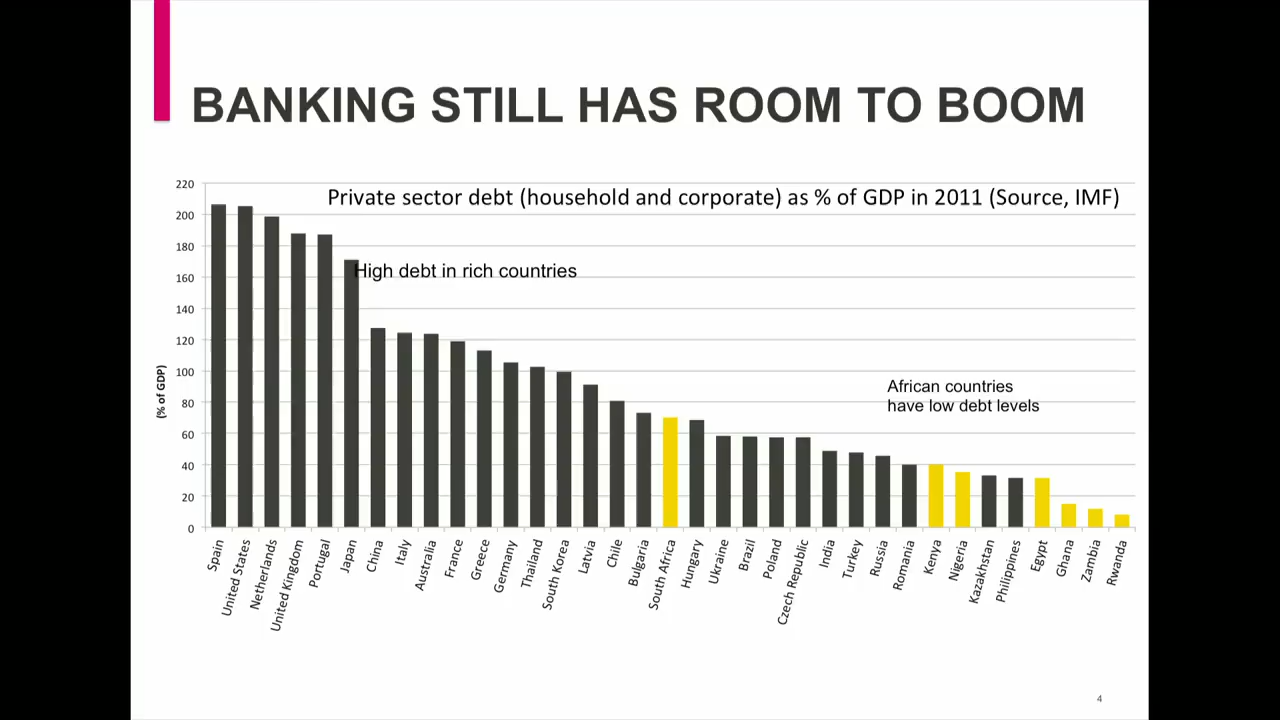 BANKING STILL HAS ROOM TO BOOM
Private sector debt (household and corporate) as % of GDP in 2011 (Source, IMF)
High debt in rich countries
African countries
have low debt levels
(% of GDP)
220
200
180
160
140
120
100
80
60
40
20
0
Spain
United States
Netherlands
United Kingdom
Portugal
Japan
China
Italy
Australia
France
Greece
Germany
Thailand
South Korea
Latvia
Chile
Bulgaria
South Africa
Hungary
Ukraine
Brazil
Poland
Czech Republic
India
Turkey
Russia
Romania
Kenya
Nigeria
Kazakhstan
Philippines
Egypt
Ghana
Zambia
Rwanda
4